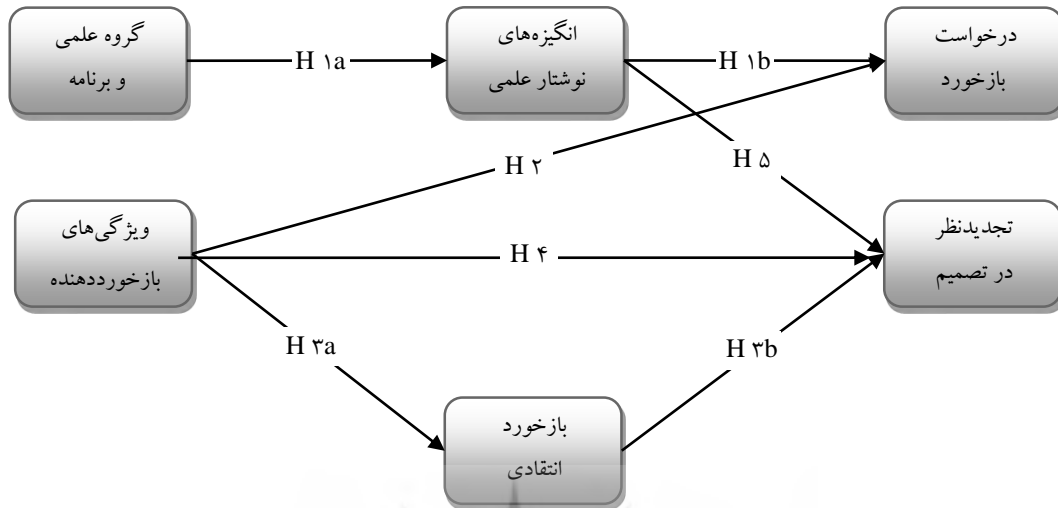 گروه علمی
و برنامه
H ۱a
انگیزه‌های
نوشتار علمی
H ۱b
درخواست
بازخورد
H ۲
H ۵
ویژگی‌های
بازخورددهنده
H ۴
تجدیدنظر
در تصمیم
H ۳a
H ۳b
بازخورد
انتقادی